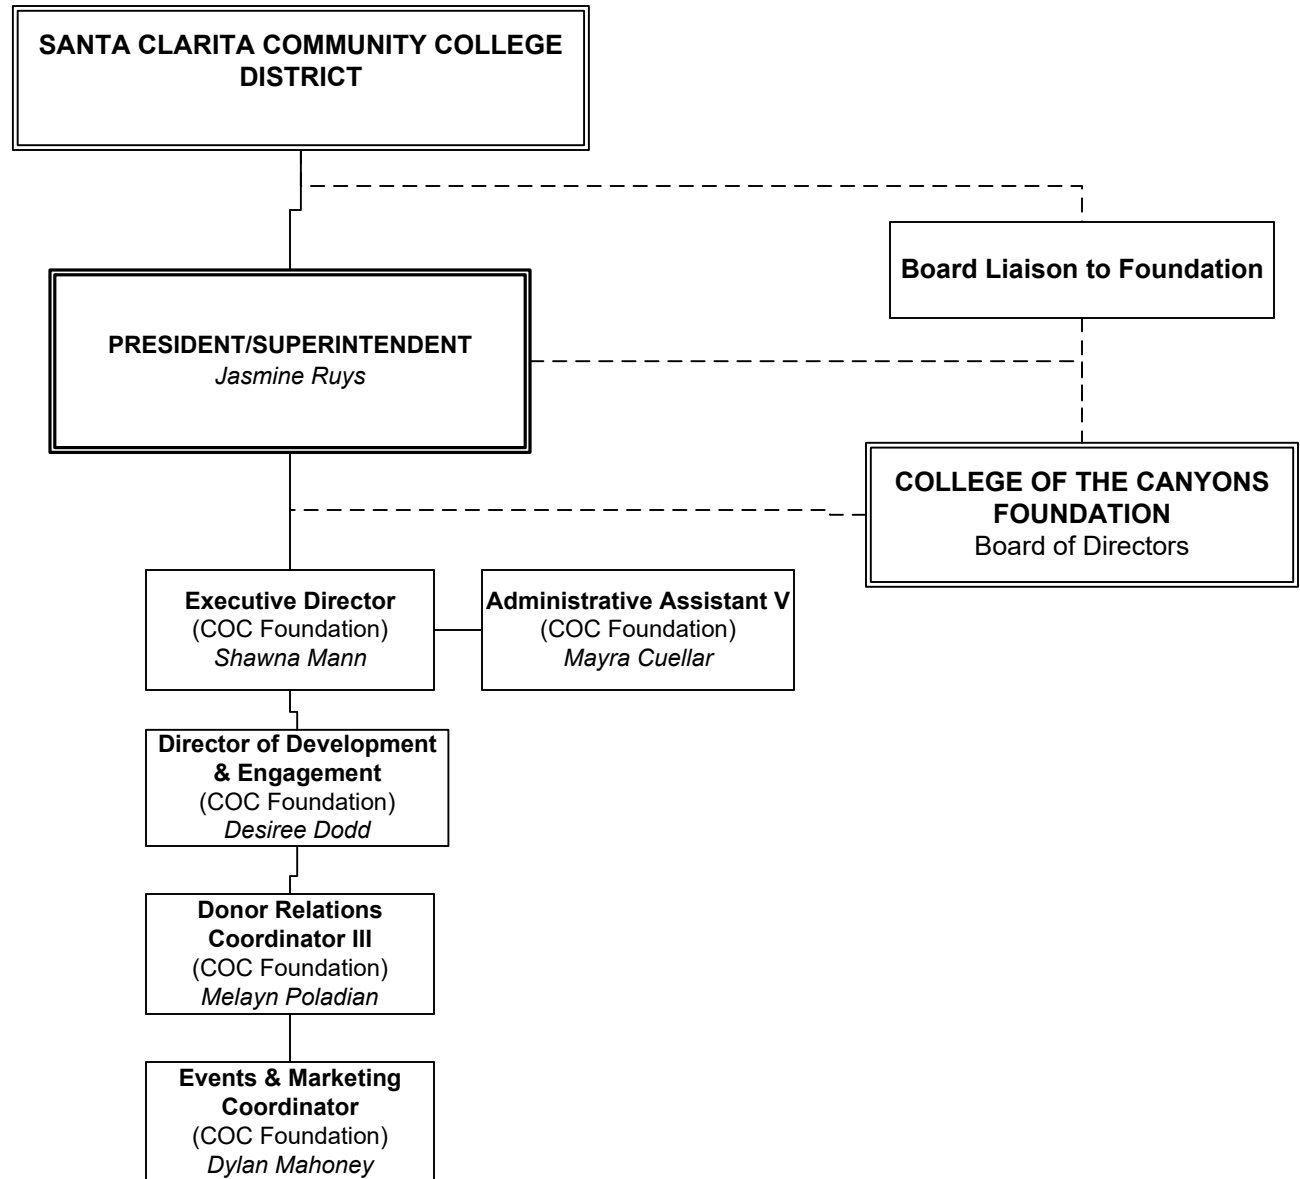 SANTA CLARITA COMMUNITY COLLEGE
DISTRICT
Board Liaison to Foundation
PRESIDENT/SUPERINTENDENT
Jasmine Ruys
COLLEGE OF THE CANYONS
FOUNDATION
Board of Directors
Executive Director
(COC Foundation)
Shawna Mann
Administrative Assistant V
(COC Foundation)
Mayra Cuellar
Director of Development
& Engagement
(COC Foundation)
Desiree Dodd
Donor Relations
Coordinator III
(COC Foundation)
Melayn Poladian
Events & Marketing
Coordinator
(COC Foundation)
Dylan Mahoney